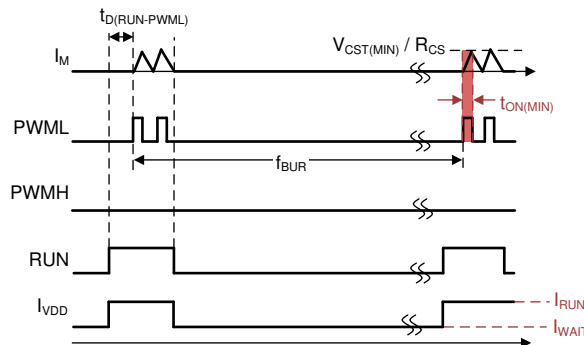 tD(RUN-PWML)
IM
VCST(MIN) / RCS
tON(MIN)
PWML
fBUR
PWMH
RUN
IVDD
IRUN
IWAIT